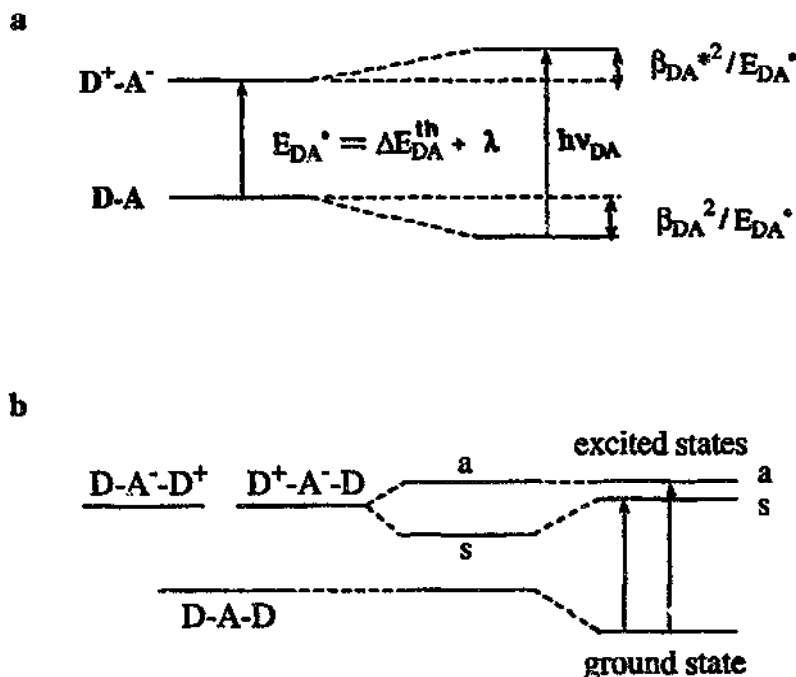 a
D⁺-A⁻
β_DA*²/E_DA°
E_DA° = ΔE_DA^th + λ
hν_DA
D-A
β_DA²/E_DA°
b
excited states
D-A⁻-D⁺ D⁺-A⁻-D
a
a
s
s
D-A-D
ground state